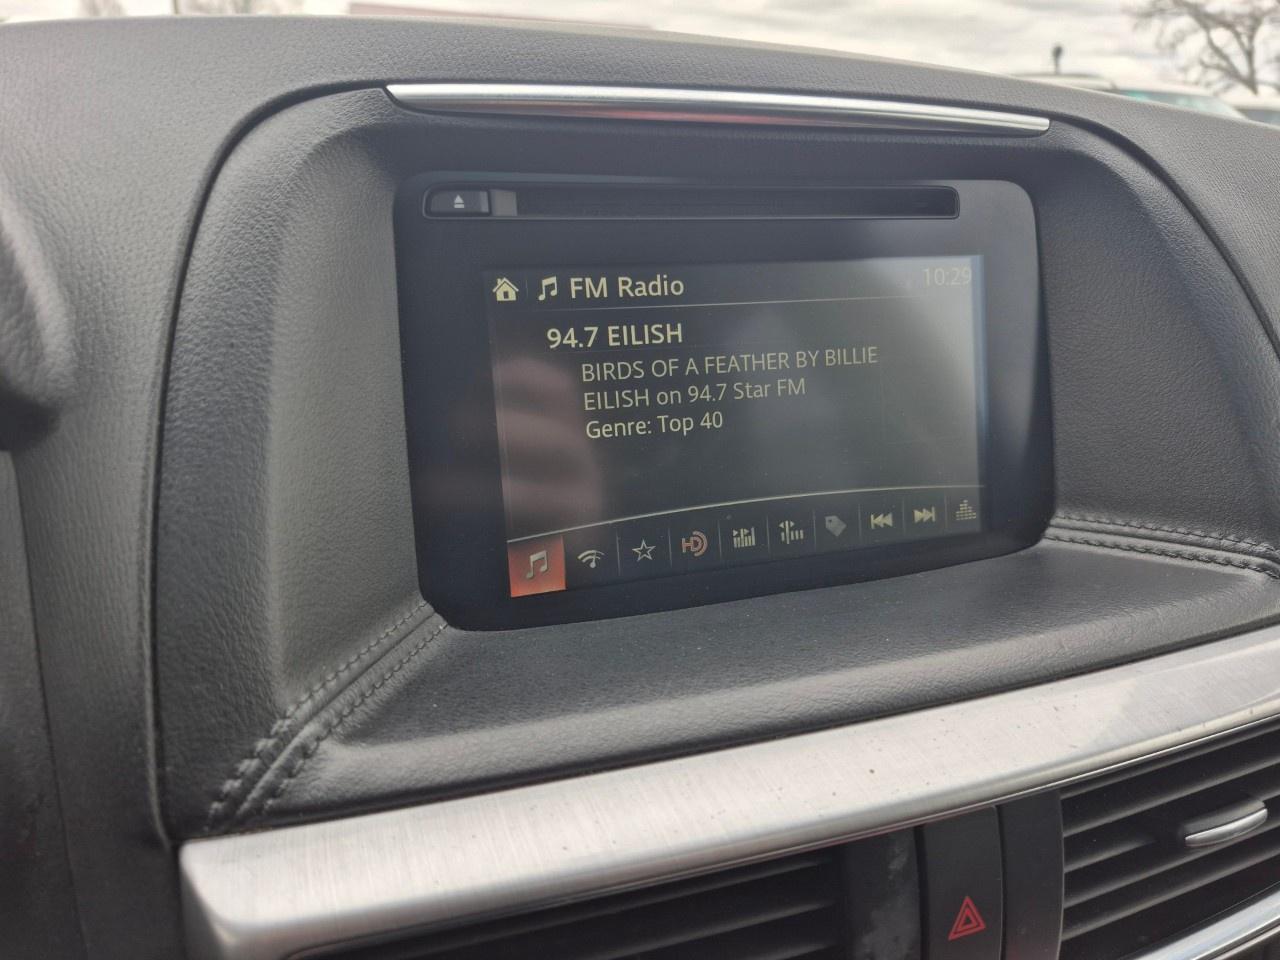 FM Radio 10:29
94.7 EILISH
BIRDS OF A FEATHER BY BILLIE
EILISH on 94.7 Star FM
Genre: Top 40
HD